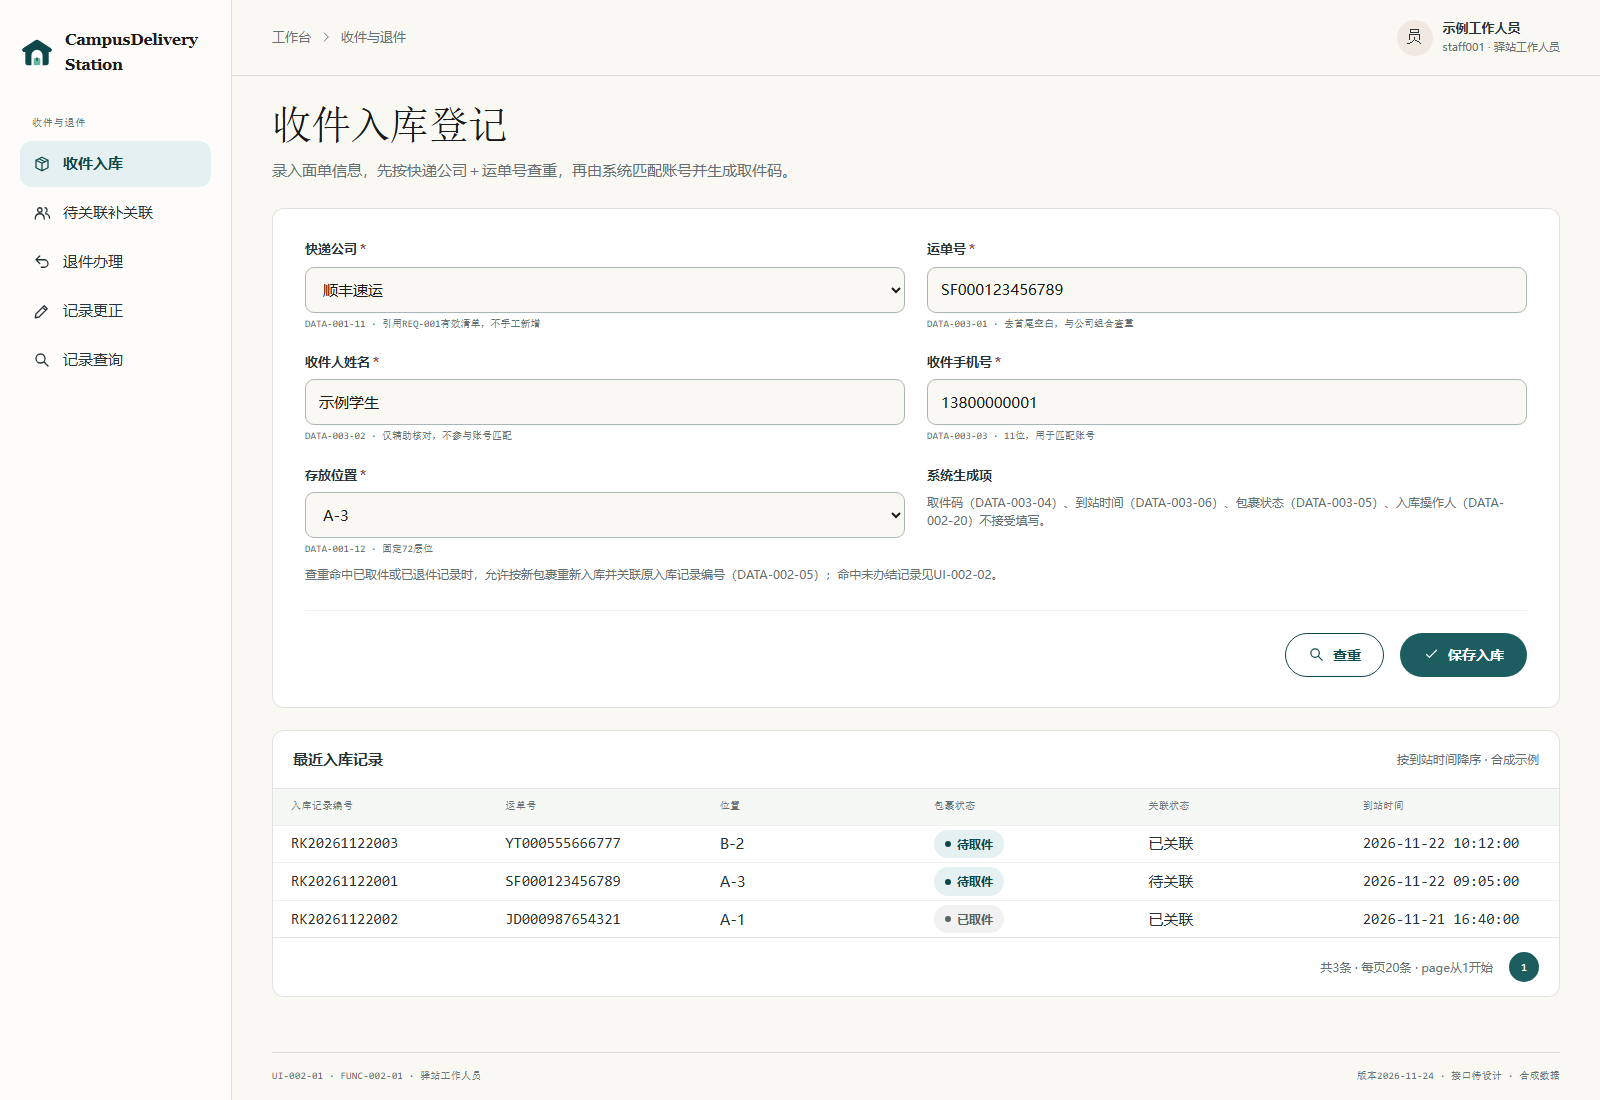 CampusDelivery
Station
收件与退件
收件入库
待关联补关联
退件办理
记录更正
记录查询
工作台 > 收件与退件
员
示例工作人员
staff001 · 驿站工作人员
收件入库登记
录入面单信息，先按快递公司＋运单号查重，再由系统匹配账号并生成取件码。
快递公司 *
顺丰速运
DATA-001-11 · 引用REQ-001有效清单，不手工新增
运单号 *
SF000123456789
DATA-003-01 · 去首尾空白，与公司组合查重
收件人姓名 *
示例学生
DATA-003-02 · 仅辅助核对，不参与账号匹配
收件手机号 *
13800000001
DATA-003-03 · 11位，用于匹配账号
存放位置 *
A-3
DATA-001-12 · 固定72层位
系统生成项
取件码（DATA-003-04）、到站时间（DATA-003-06）、包裹状态（DATA-003-05）、入库操作人（DATA-
002-20）不接受填写。
查重命中已取件或已退件记录时，允许按新包裹重新入库并关联原入库记录编号（DATA-002-05）；命中未办结记录见UI-002-02。
查重
保存入库
最近入库记录
按到站时间降序 · 合成示例
入库记录编号 运单号 位置 包裹状态 关联状态 到站时间
RK20261122003 YT000555666777 B-2 待取件 已关联 2026-11-22 10:12:00
RK20261122001 SF000123456789 A-3 待取件 待关联 2026-11-22 09:05:00
RK20261122002 JD000987654321 A-1 已取件 已关联 2026-11-21 16:40:00
共3条 · 每页20条 · page从1开始 1
UI-002-01 · FUNC-002-01 · 驿站工作人员
版本2026-11-24 · 接口待设计 · 合成数据